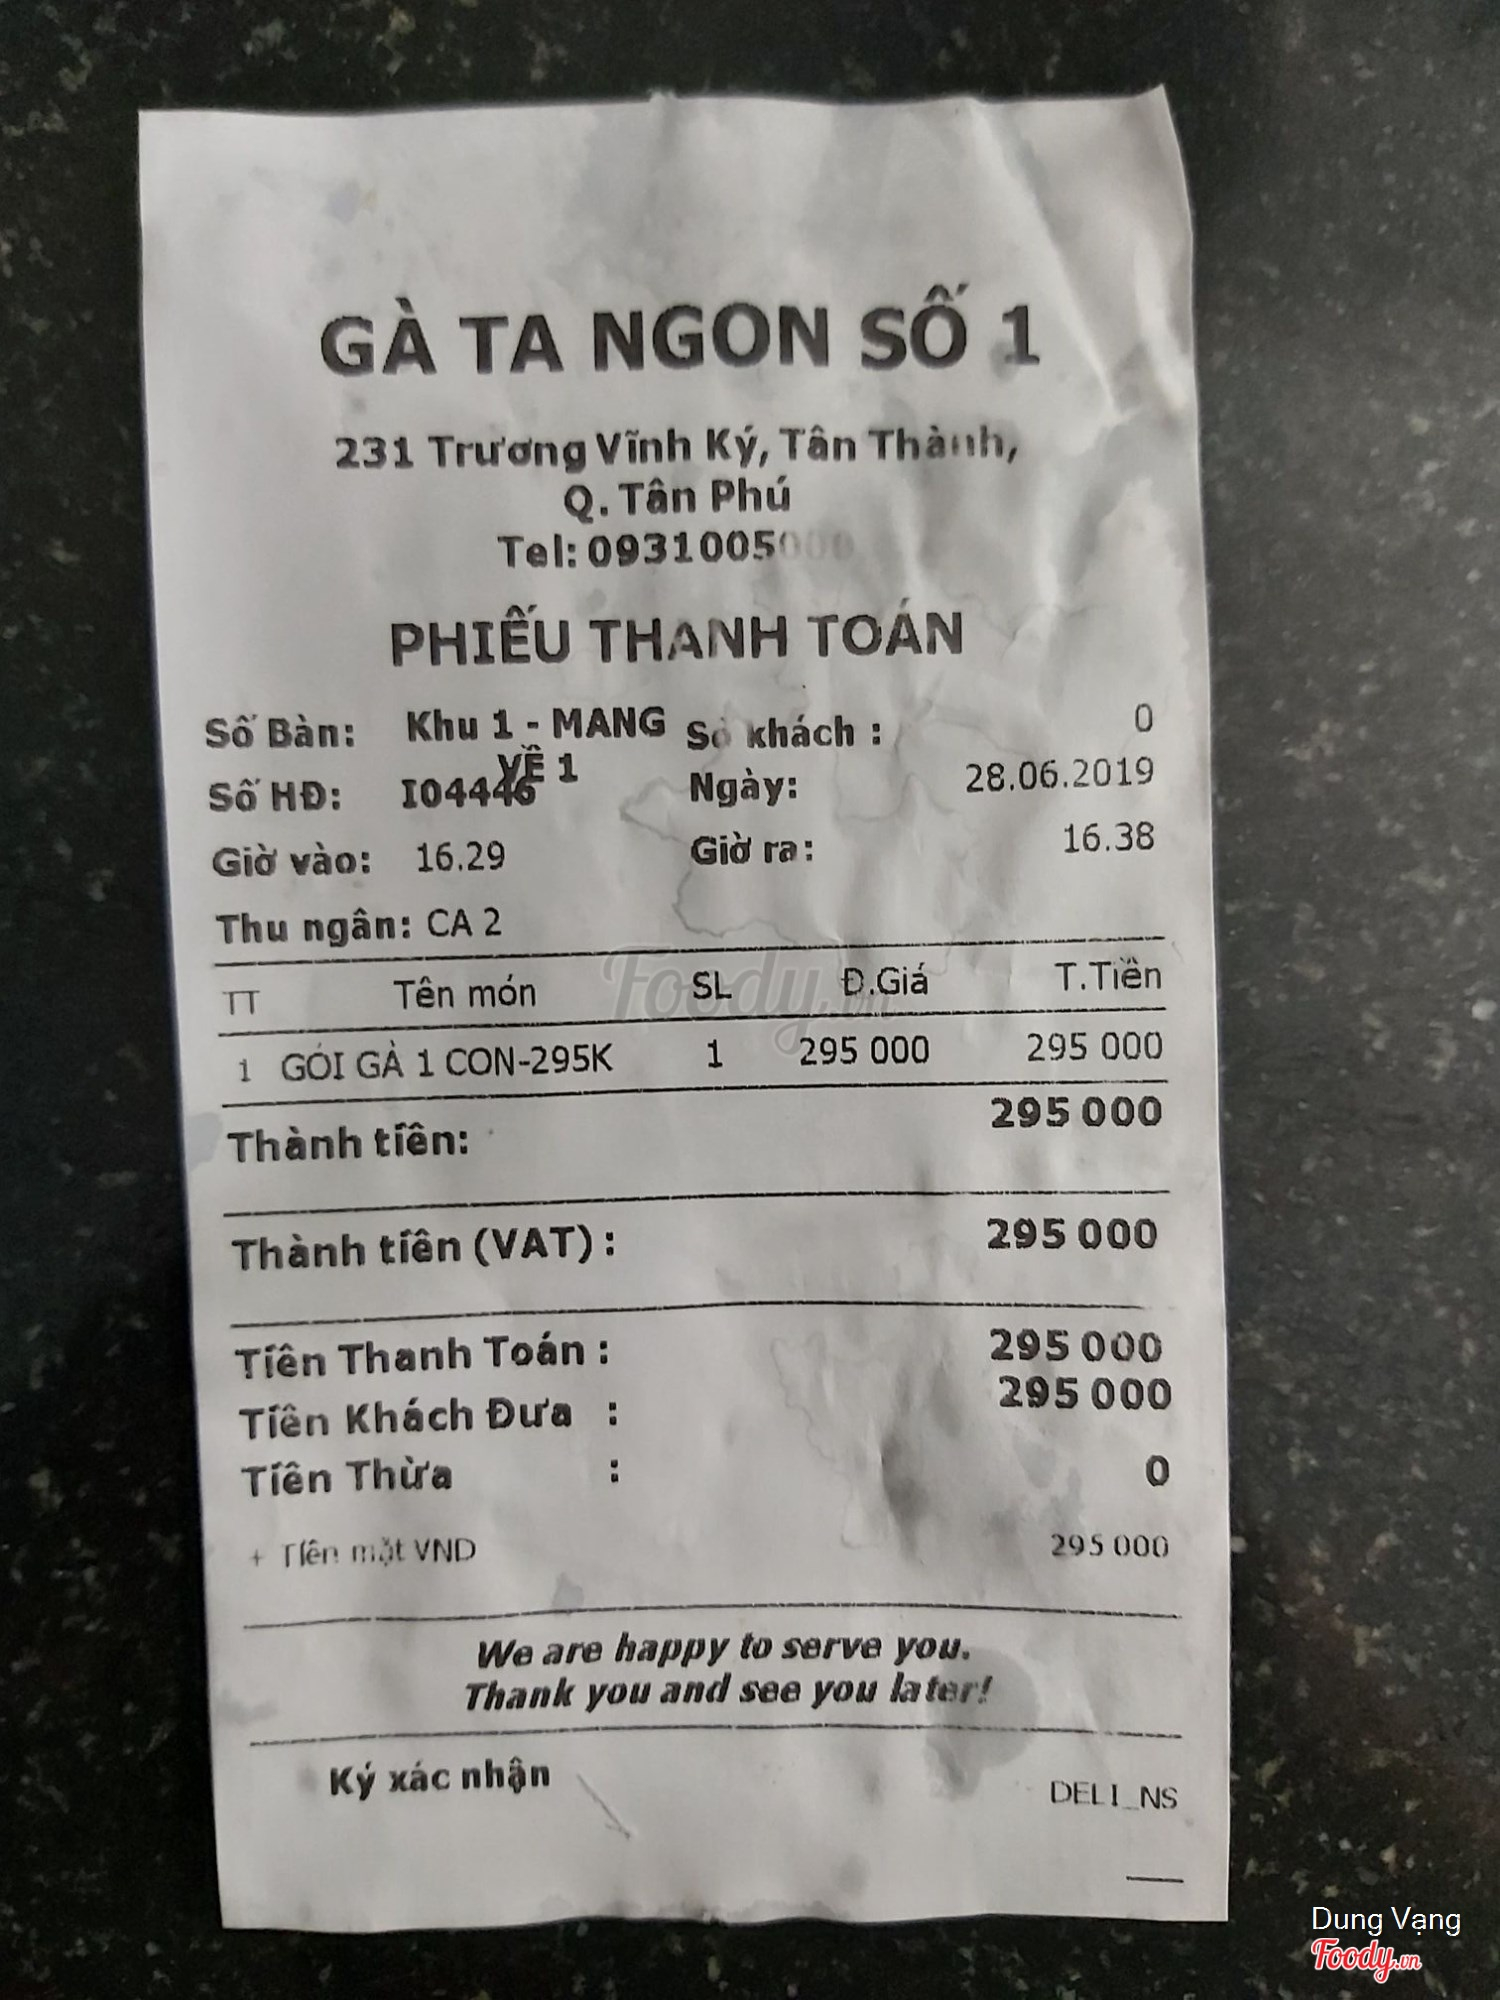 GÀ TA NGON SỐ 1
231 Trương Vĩnh Ký, Tân Thành,
Q. Tân Phú
Tel: 0931005000
PHIẾU THANH TOÁN
Số Bàn: Khu 1 - MANG VỀ 1 Số khách : 0
Số HĐ: I04446 Ngày: 28.06.2019
Giờ vào: 16.29 Giờ ra: 16.38
Thu ngân: CA 2
TT Tên món SL Đ.Giá T.Tiền
1 GÓI GÀ 1 CON-295K 1 295 000 295 000
Thành tiền: 295 000
Thành tiền (VAT) : 295 000
Tiền Thanh Toán : 295 000
Tiền Khách Đưa : 295 000
Tiền Thừa : 0
+ Tiền mặt VND 295 000
We are happy to serve you.
Thank you and see you later!
Ký xác nhận
DELI_NS
Foody.vn
Dung Vạng
Foody.vn